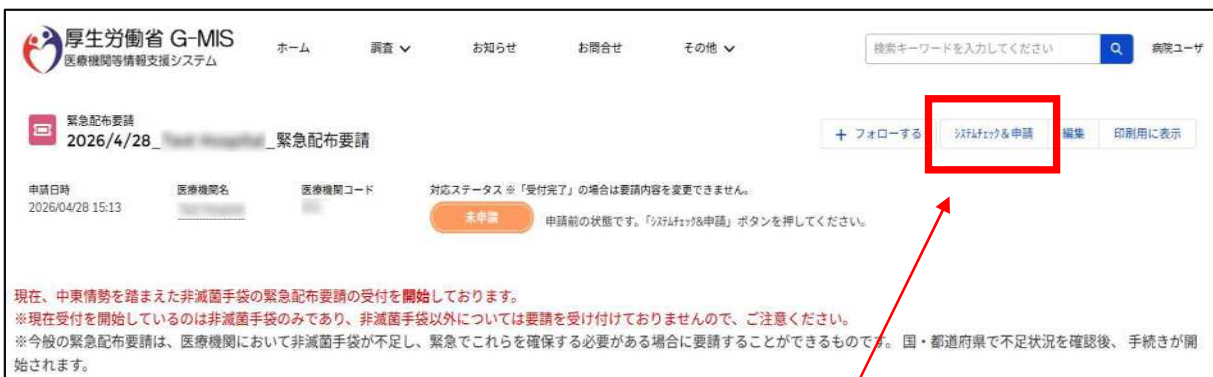 厚生労働省 G-MIS
医療機関等情報支援システム
ホーム
調査
お知らせ
お問合せ
その他
検索キーワードを入力してください
病院ユーザ
緊急配布要請
2026/4/28_ _緊急配布要請
+ フォローする
ｼｽﾃﾑﾁｪｯｸ&申請
編集
印刷用に表示
申請日時
2026/04/28 15:13
医療機関名
医療機関コード
対応ステータス ※「受付完了」の場合は要請内容を変更できません。
未申請
申請前の状態です。「ｼｽﾃﾑﾁｪｯｸ&申請」ボタンを押してください。
現在、中東情勢を踏まえた非滅菌手袋の緊急配布要請の受付を開始しております。
※現在受付を開始しているのは非滅菌手袋のみであり、非滅菌手袋以外については要請を受け付けておりませんので、ご注意ください。
※今般の緊急配布要請は、医療機関において非滅菌手袋が不足し、緊急でこれらを確保する必要がある場合に要請することができるものです。 国・都道府県で不足状況を確認後、 手続きが開
始されます。